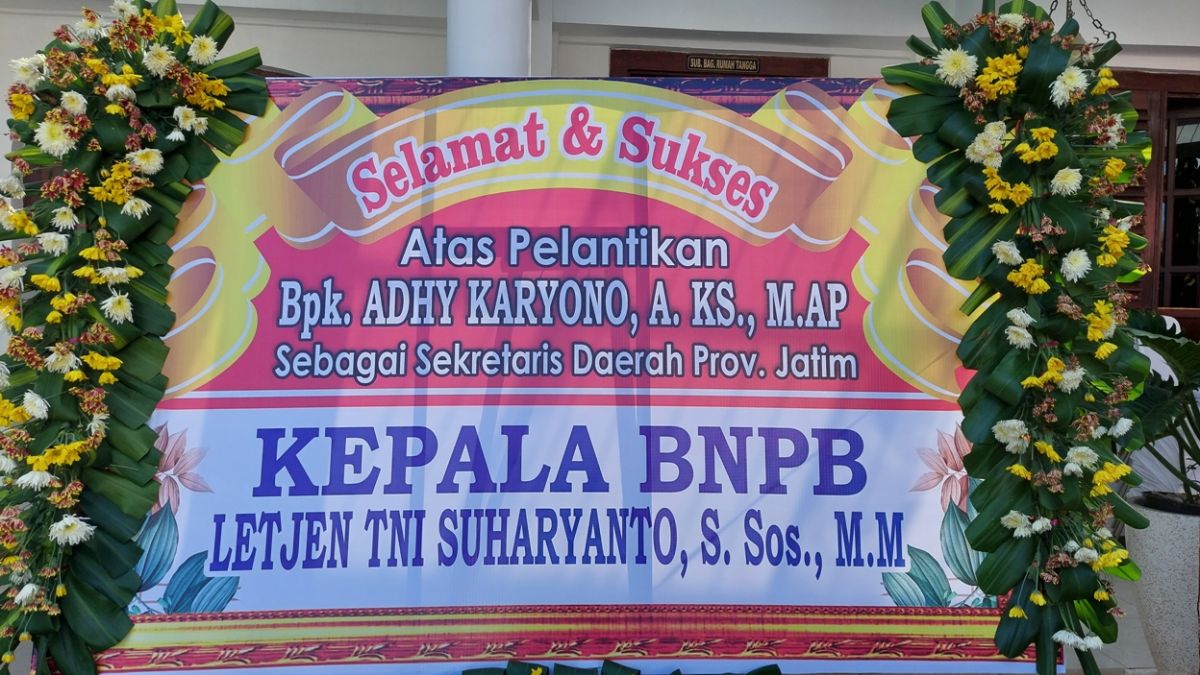 SUB. BAG. RUMAH TANGGA
Selamat & Sukses
Atas Pelantikan
Bpk. ADHY KARYONO, A. KS., M.AP
Sebagai Sekretaris Daerah Prov. Jatim
KEPALA BNPB
LETJEN TNI SUHARYANTO, S. Sos., M.M